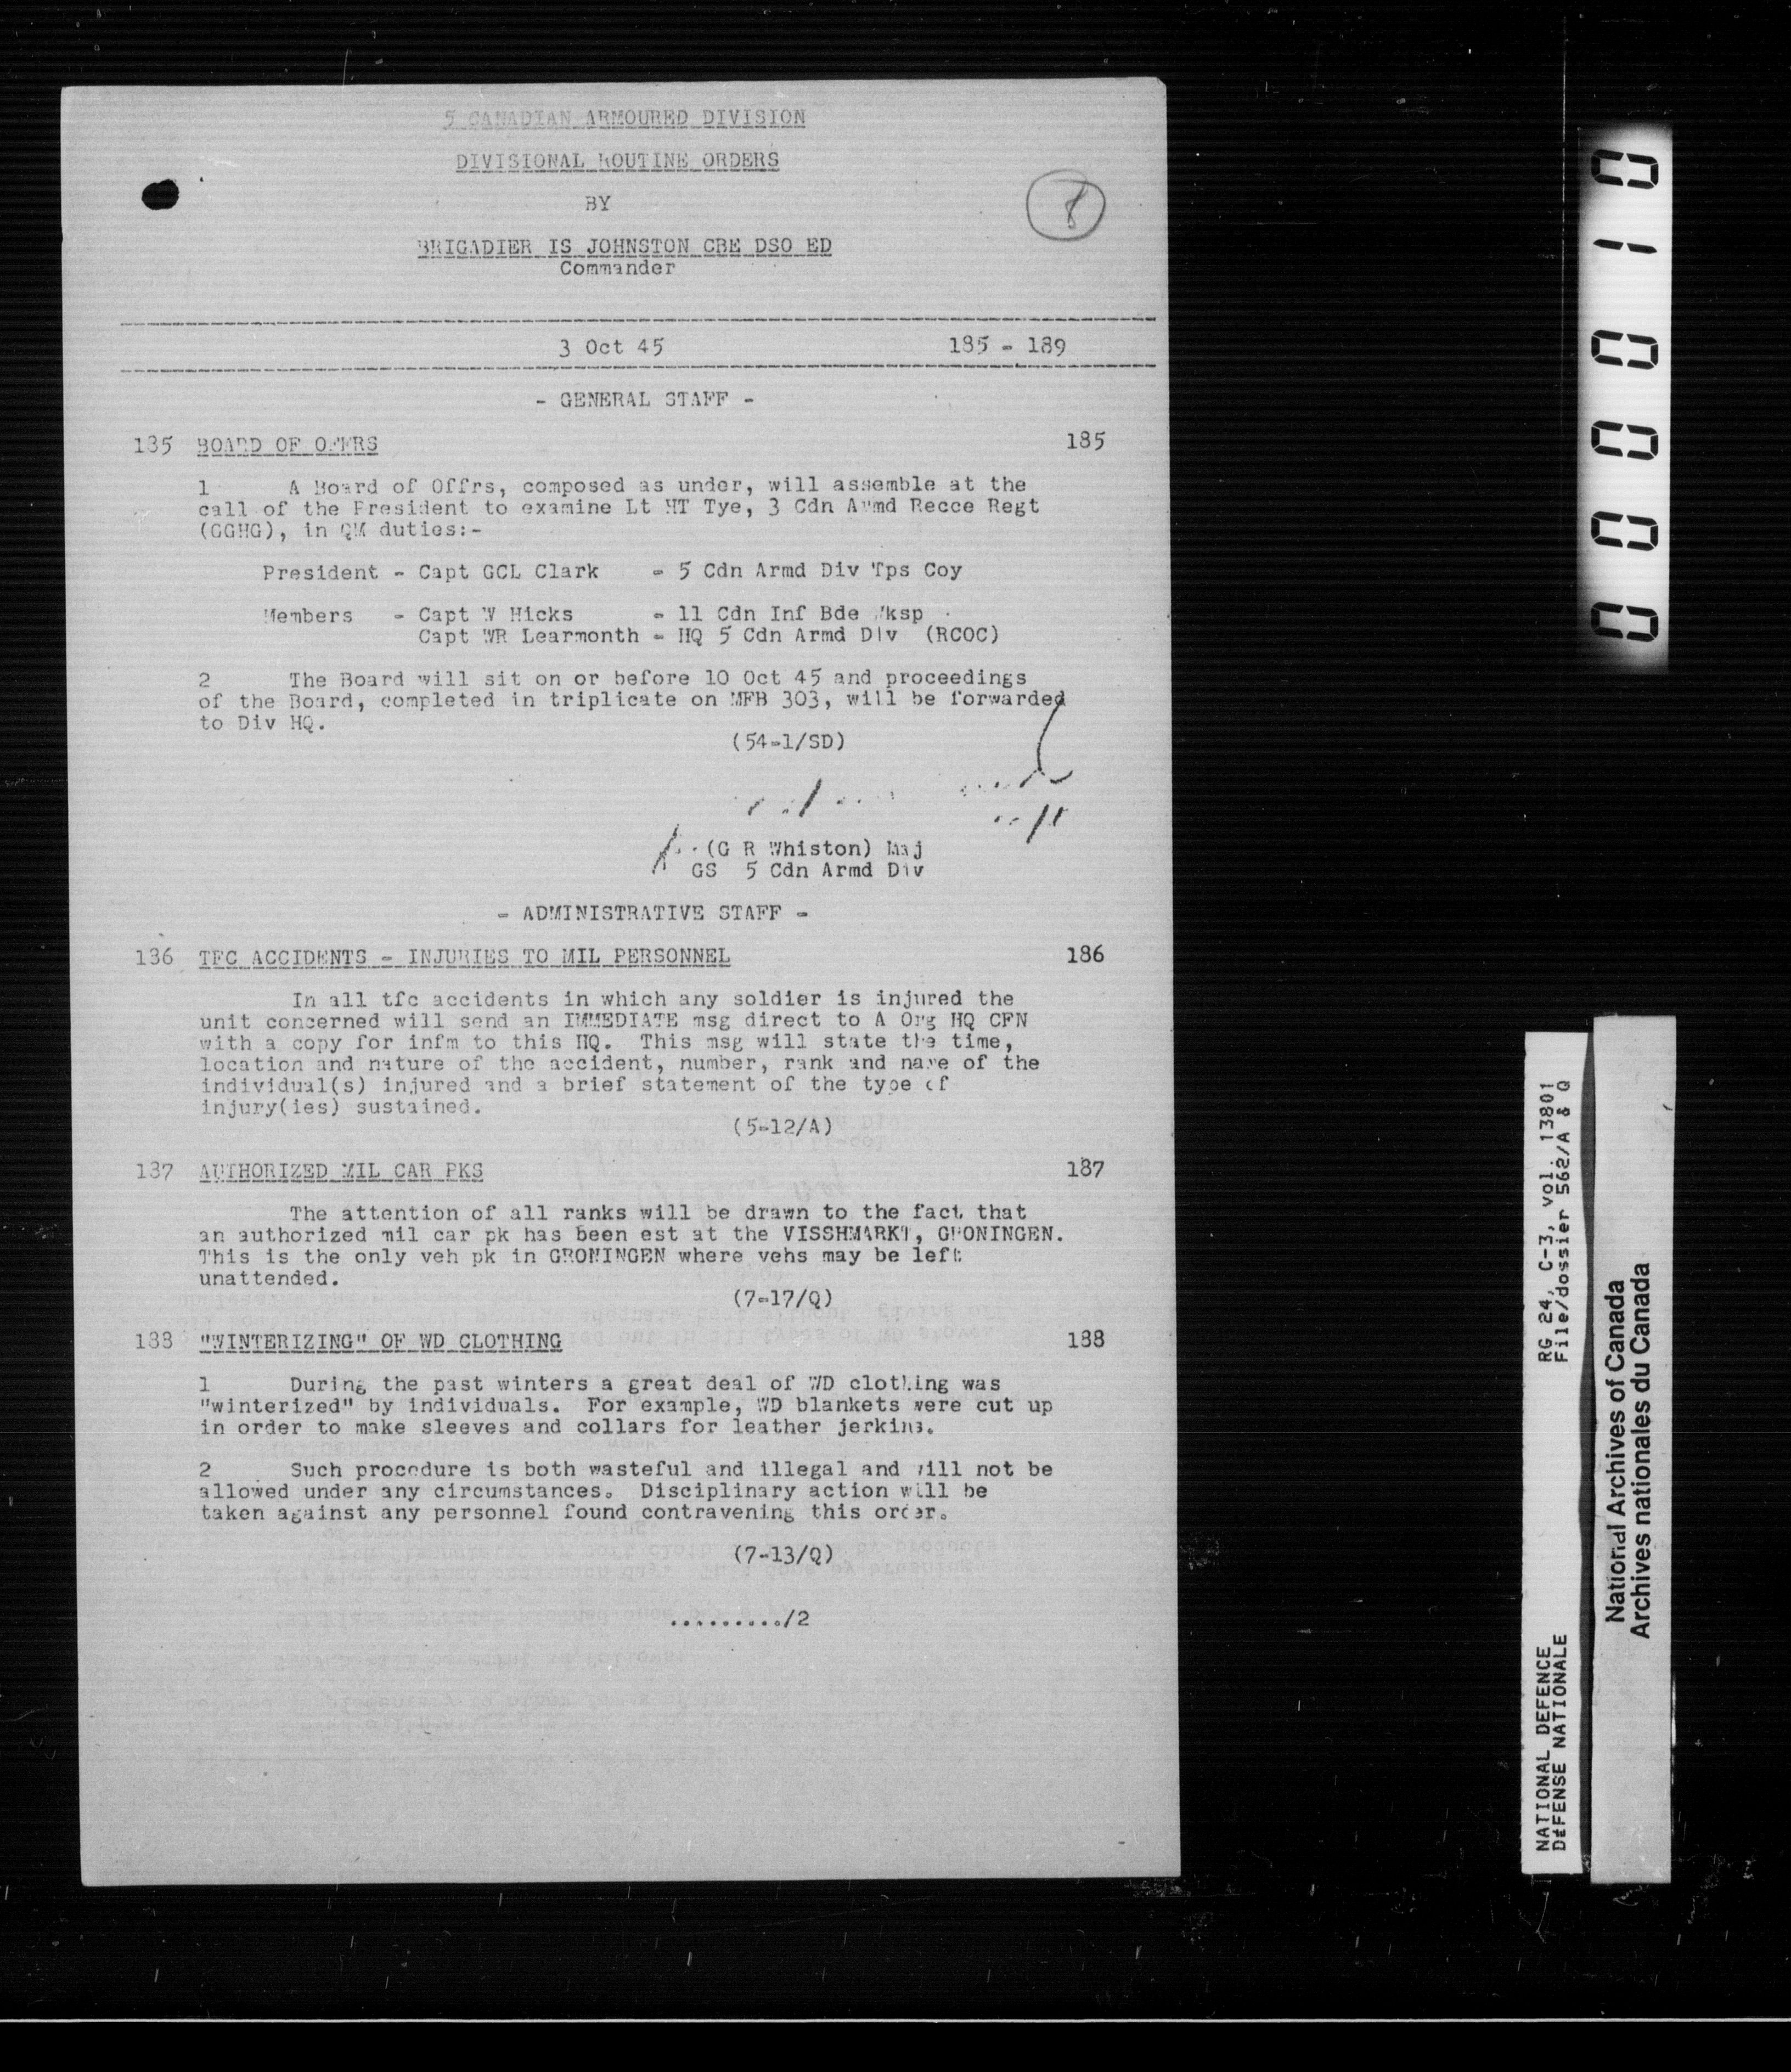 5 CANADIAN ARMOURED DIVISION
DIVISIONAL ROUTINE ORDERS
BY
8
BRIGADIER IS JOHNSTON CBE DSO ED
Commander
3 Oct 45 185 - 189
- GENERAL STAFF -
185 BOARD OF OFFRS 185
1 A Board of Offrs, composed as under, will assemble at the
call of the President to examine Lt HT Tye, 3 Cdn Armd Recce Regt
(GGHG), in QM duties:-
President - Capt GCL Clark - 5 Cdn Armd Div Tps Coy
Members - Capt W Hicks - 11 Cdn Inf Bde Wksp
Capt WR Learmonth - HQ 5 Cdn Armd Div (RCOC)
2 The Board will sit on or before 10 Oct 45 and proceedings
of the Board, completed in triplicate on MFB 303, will be forwarded
to Div HQ.
(54-1/SD)
(G R Whiston) Maj
GS 5 Cdn Armd Div
- ADMINISTRATIVE STAFF -
186 TFC ACCIDENTS - INJURIES TO MIL PERSONNEL 186
In all tfc accidents in which any soldier is injured the
unit concerned will send an IMMEDIATE msg direct to A Org HQ CFN
with a copy for infm to this HQ. This msg will state the time,
location and nature of the accident, number, rank and name of the
individual(s) injured and a brief statement of the type of
injury(ies) sustained.
(5-12/A)
187 AUTHORIZED MIL CAR PKS 187
The attention of all ranks will be drawn to the fact that
an authorized mil car pk has been est at the VISSHMARKT, GRONINGEN.
This is the only veh pk in GRONINGEN where vehs may be left
unattended.
(7-17/Q)
188 "WINTERIZING" OF WD CLOTHING 188
1 During the past winters a great deal of WD clothing was
"winterized" by individuals. For example, WD blankets were cut up
in order to make sleeves and collars for leather jerkins.
2 Such procedure is both wasteful and illegal and will not be
allowed under any circumstances. Disciplinary action will be
taken against any personnel found contravening this order.
(7-13/Q)
........../2
0000010
RG 24, C-3, vol. 13801
File/dossier 562/A & Q
NATIONAL DEFENCE
DÉFENSE NATIONALE
National Archives of Canada
Archives nationales du Canada